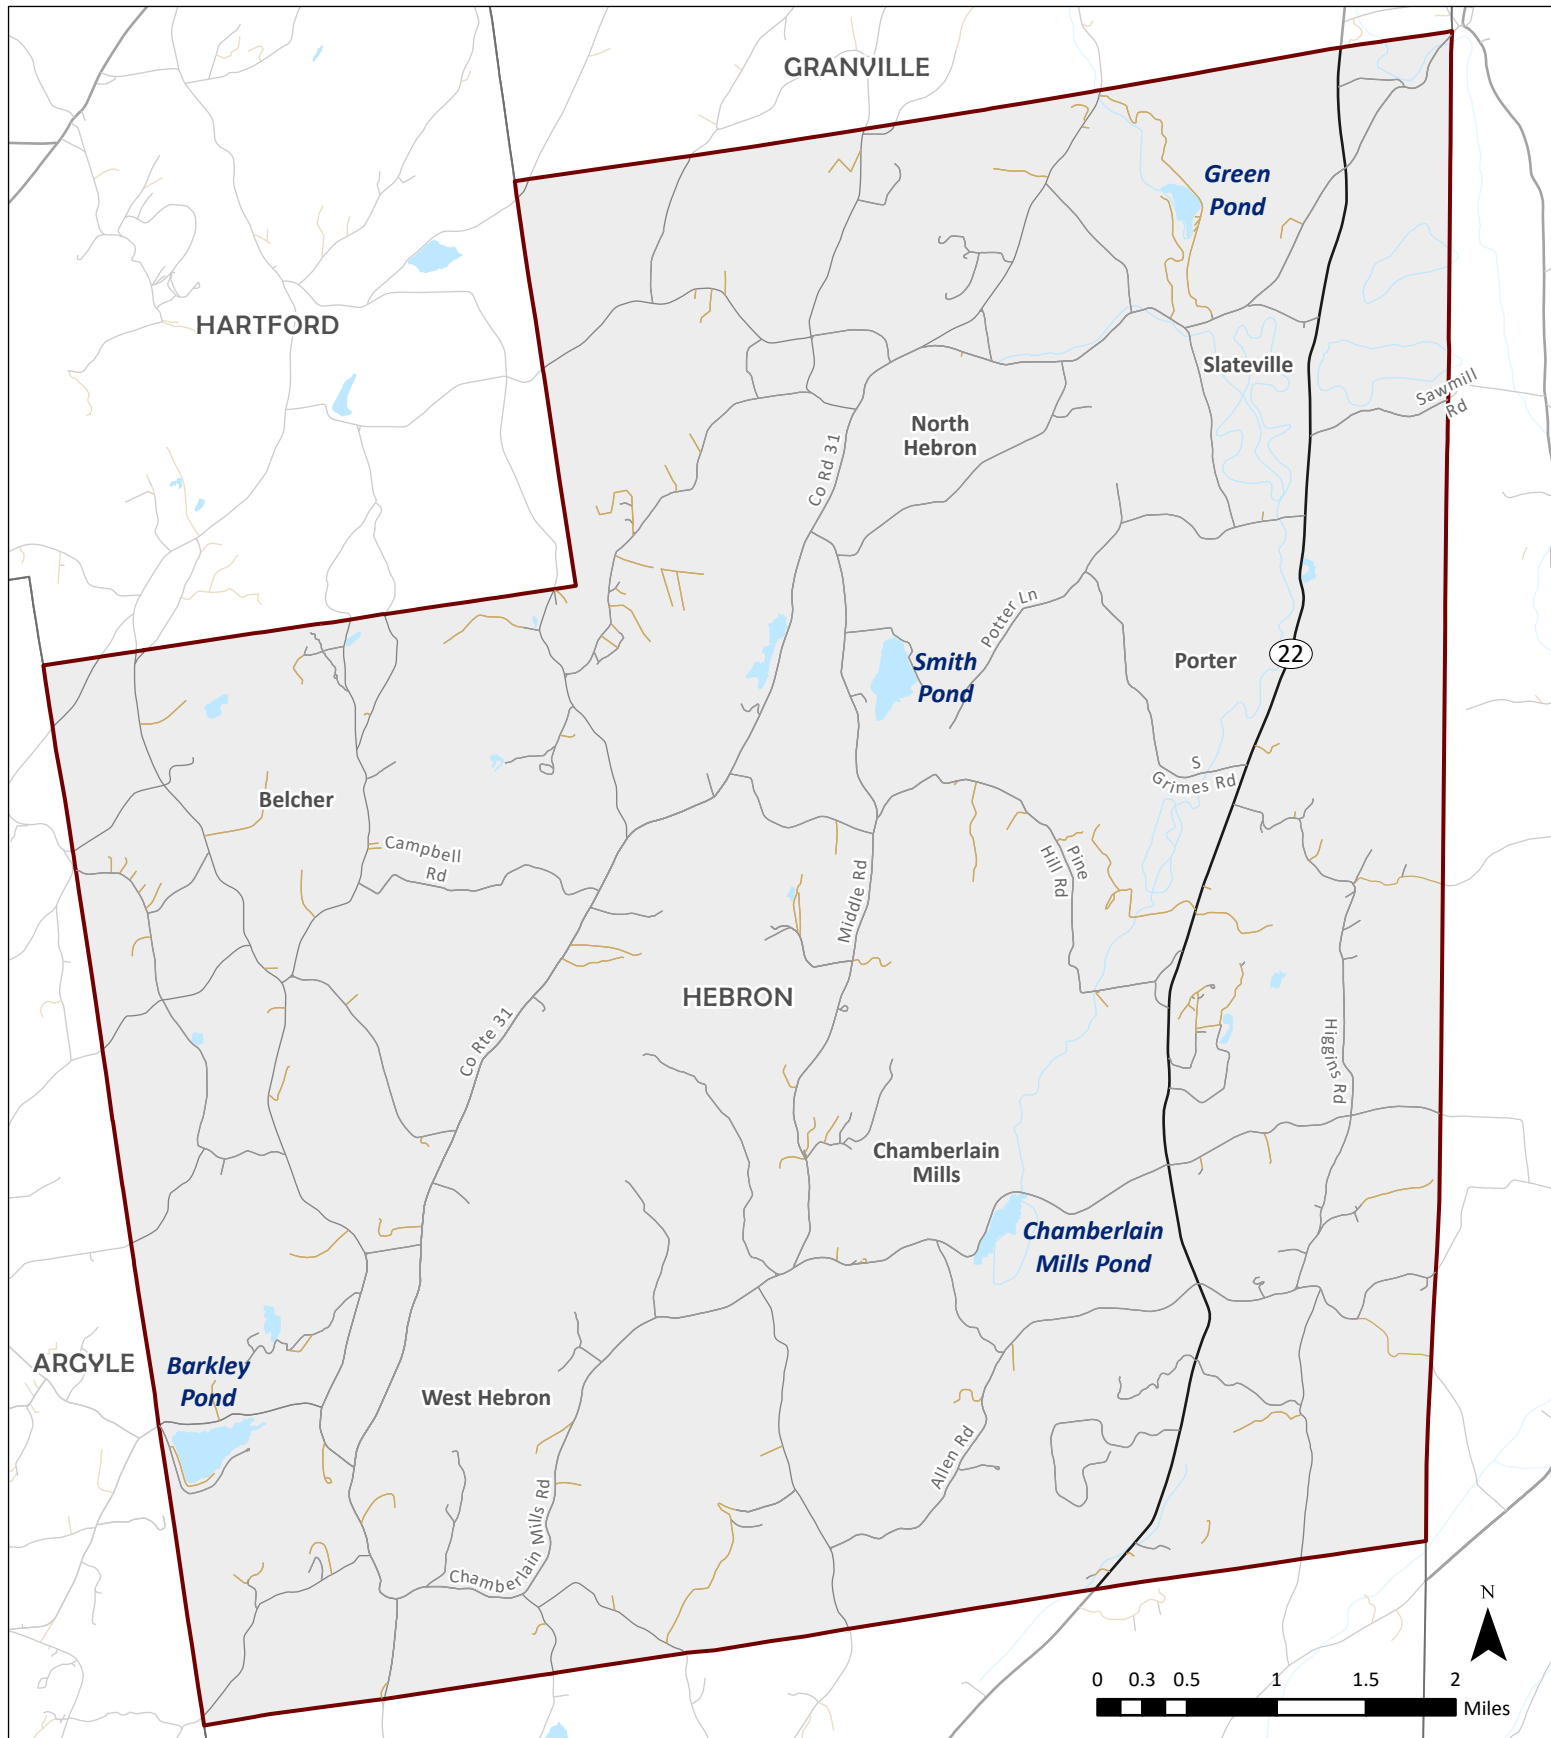 GRANVILLE
Green
Pond
HARTFORD
Slateville
Sawmill
Rd
North
Hebron
Co Rd 31
Potter Ln
Smith
Pond
Porter
22
S
Grimes Rd
Belcher
Campbell
Rd
Pine
Hill Rd
Middle Rd
HEBRON
Co Rte 31
Higgins Rd
Chamberlain
Mills
Chamberlain
Mills Pond
ARGYLE
Barkley
Pond
West Hebron
Allen Rd
Chamberlain Mills Rd
N
0 0.3 0.5 1 1.5 2
Miles